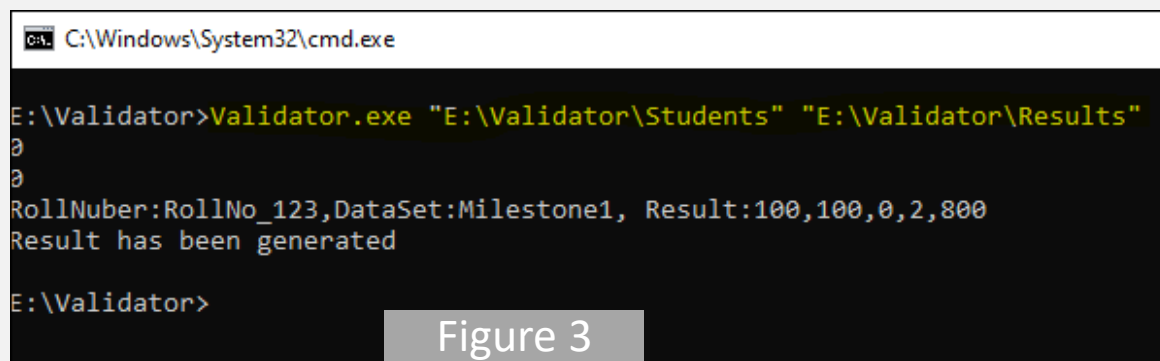 C:\Windows\System32\cmd.exe
E:\Validator>Validator.exe "E:\Validator\Students" "E:\Validator\Results"
0
0
RollNuber:RollNo_123,DataSet:Milestone1, Result:100,100,0,2,800
Result has been generated
E:\Validator>
Figure 3